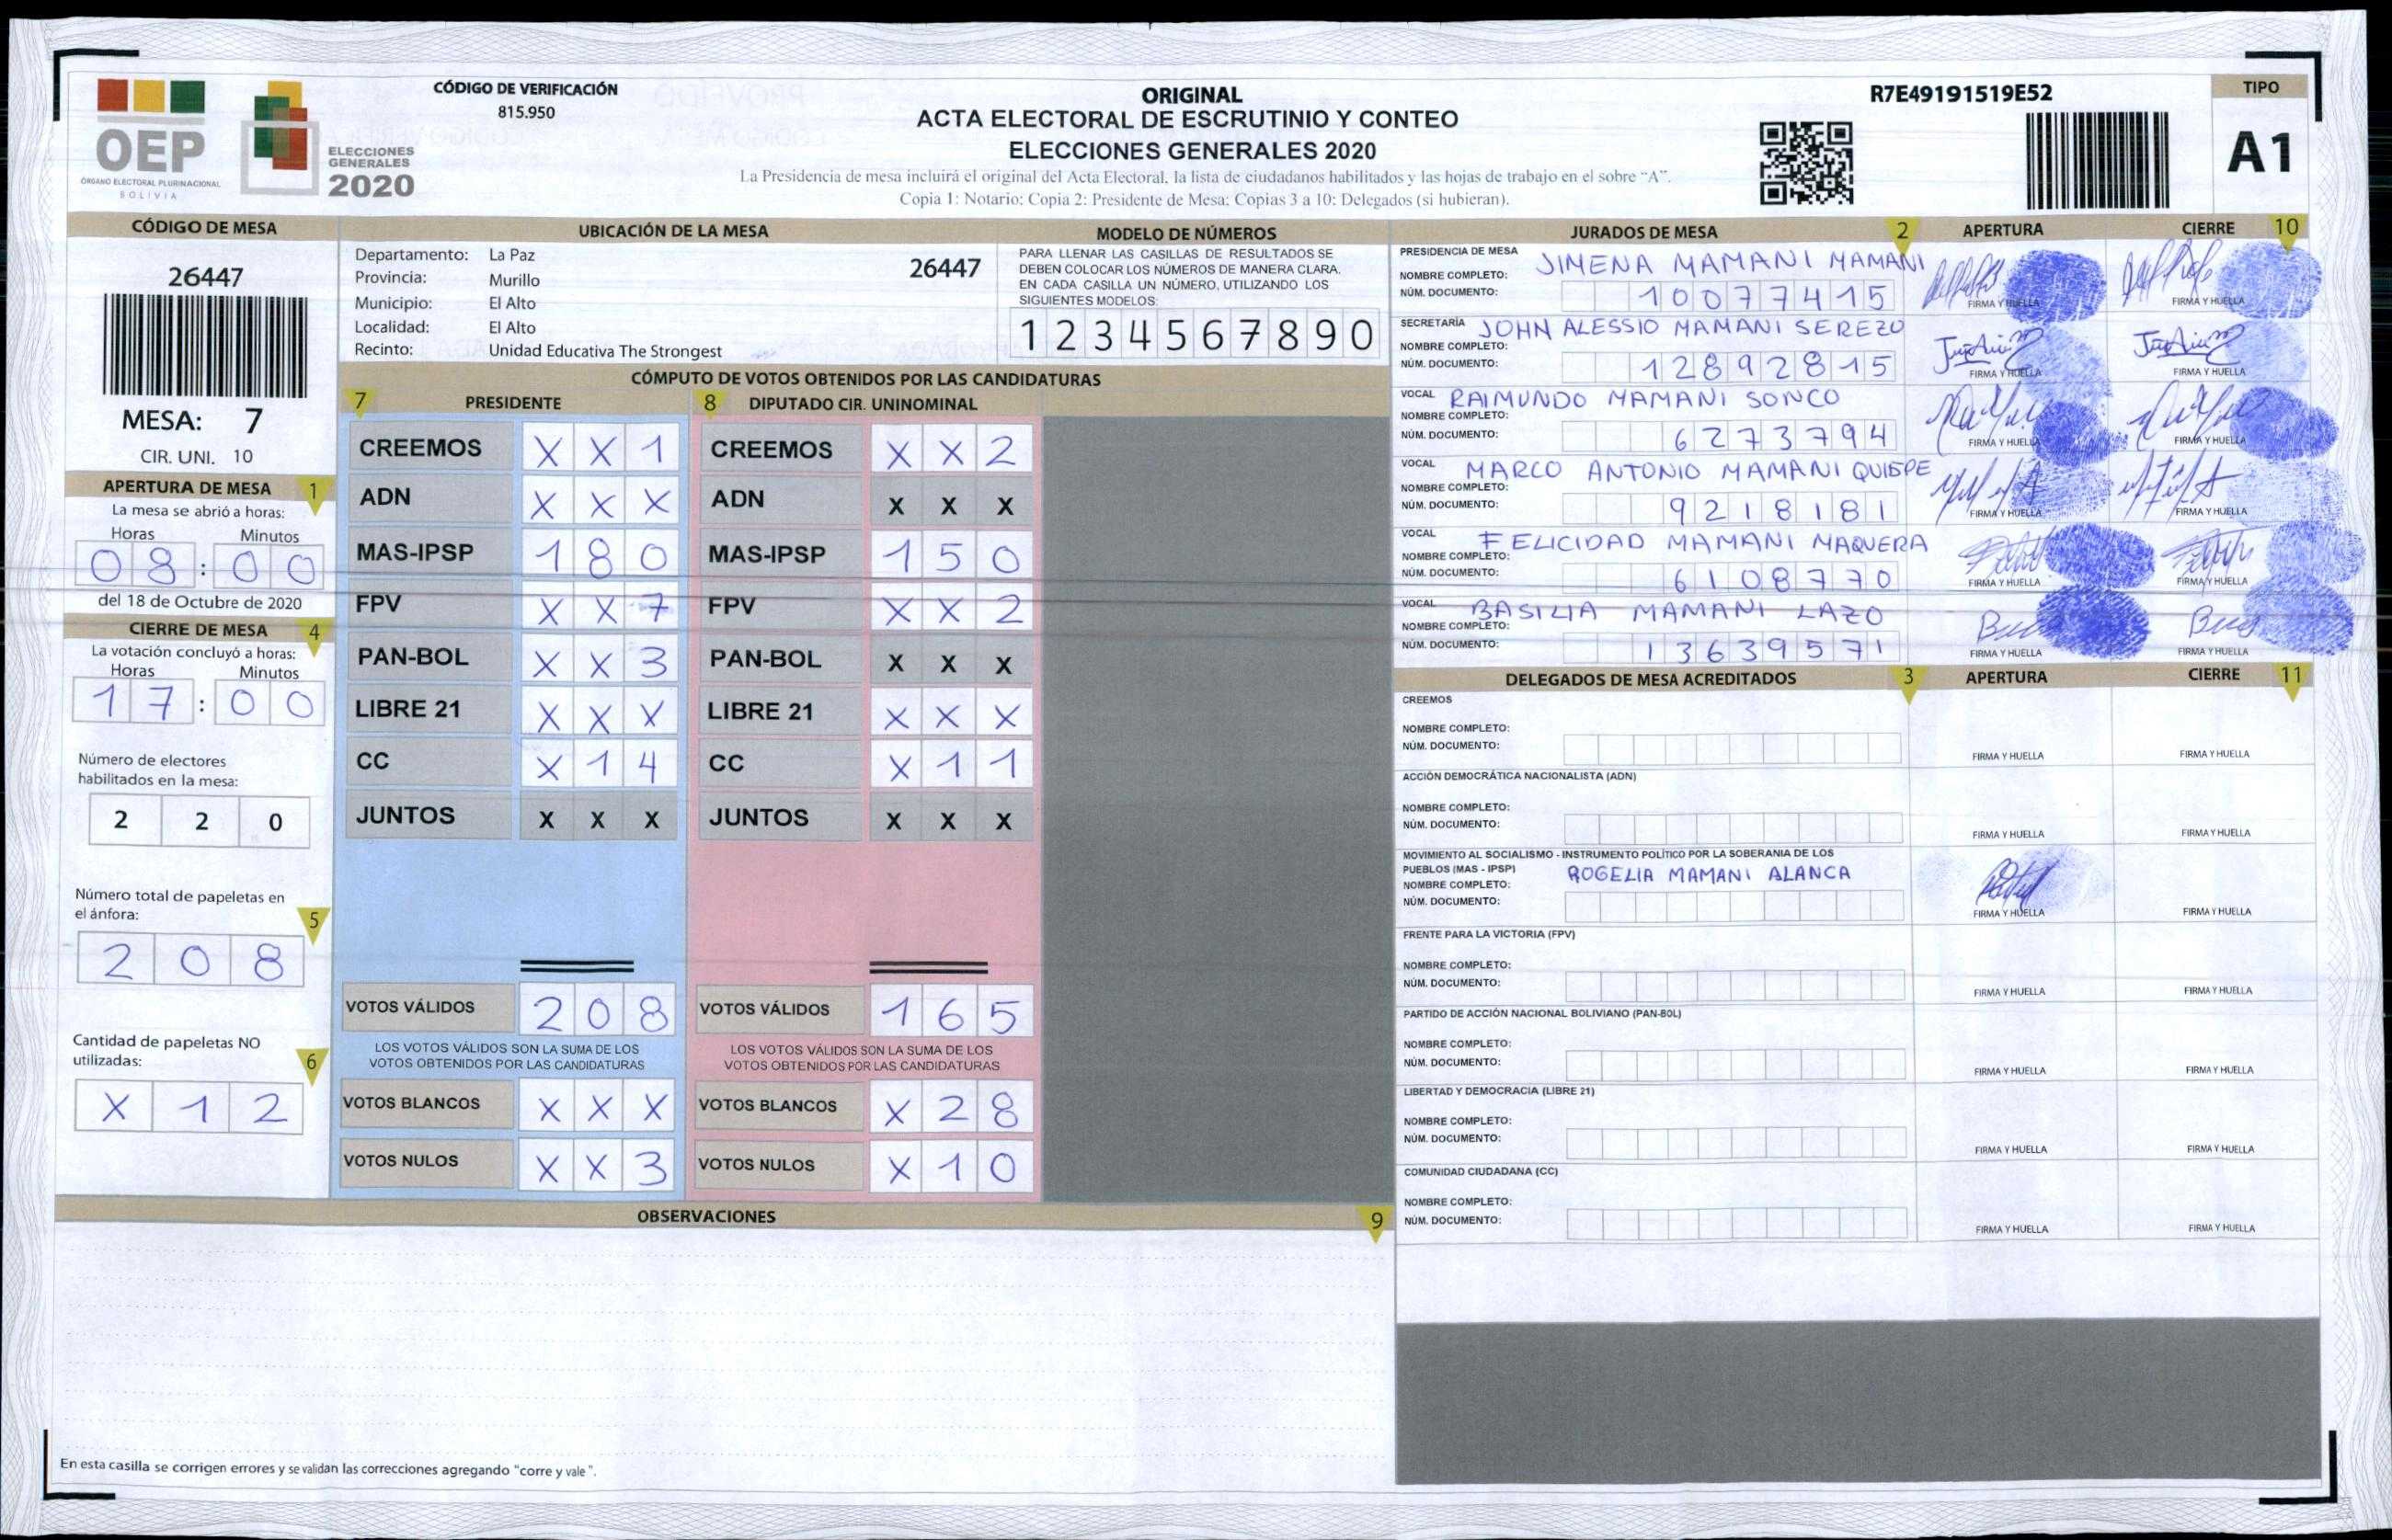 CÓDIGO DE VERIFICACIÓN
815.950
OEP
ÓRGANO ELECTORAL PLURINACIONAL
BOLIVIA
ELECCIONES
GENERALES
2020
ORIGINAL
ACTA ELECTORAL DE ESCRUTINIO Y CONTEO
ELECCIONES GENERALES 2020
La Presidencia de mesa incluirá el original del Acta Electoral, la lista de ciudadanos habilitados y las hojas de trabajo en el sobre “A”.
Copia 1: Notario; Copia 2: Presidente de Mesa; Copias 3 a 10: Delegados (si hubieran).
R7E49191519E52
TIPO
A1
CÓDIGO DE MESA
26447
MESA: 7
CIR. UNI. 10
APERTURA DE MESA 1
La mesa se abrió a horas:
Horas Minutos
08:00
del 18 de Octubre de 2020
CIERRE DE MESA 4
La votación concluyó a horas:
Horas Minutos
17:00
Número de electores
habilitados en la mesa:
2 2 0
Número total de papeletas en
el ánfora: 5
2 0 8
Cantidad de papeletas NO
utilizadas: 6
X 1 2
UBICACIÓN DE LA MESA
Departamento: La Paz
26447
Provincia: Murillo
Municipio: El Alto
Localidad: El Alto
Recinto: Unidad Educativa The Strongest
MODELO DE NÚMEROS
PARA LLENAR LAS CASILLAS DE RESULTADOS SE
DEBEN COLOCAR LOS NÚMEROS DE MANERA CLARA.
EN CADA CASILLA UN NÚMERO, UTILIZANDO LOS
SIGUIENTES MODELOS:
1 2 3 4 5 6 7 8 9 0
CÓMPUTO DE VOTOS OBTENIDOS POR LAS CANDIDATURAS
7 PRESIDENTE
CREEMOS X X 1
ADN X X X
MAS-IPSP 1 8 0
FPV X X 7
PAN-BOL X X 3
LIBRE 21 X X X
CC X 1 4
JUNTOS X X X
VOTOS VÁLIDOS 2 0 8
LOS VOTOS VÁLIDOS SON LA SUMA DE LOS
VOTOS OBTENIDOS POR LAS CANDIDATURAS
VOTOS BLANCOS X X X
VOTOS NULOS X X 3
8 DIPUTADO CIR. UNINOMINAL
CREEMOS X X 2
ADN X X X
MAS-IPSP 1 5 0
FPV X X 2
PAN-BOL X X X
LIBRE 21 X X X
CC X 1 1
JUNTOS X X X
VOTOS VÁLIDOS 1 6 5
LOS VOTOS VÁLIDOS SON LA SUMA DE LOS
VOTOS OBTENIDOS POR LAS CANDIDATURAS
VOTOS BLANCOS X 2 8
VOTOS NULOS X 1 0
OBSERVACIONES 9
En esta casilla se corrigen errores y se validan las correcciones agregando "corre y vale".
JURADOS DE MESA 2 APERTURA CIERRE 10
PRESIDENCIA DE MESA
NOMBRE COMPLETO: JIMENA MAMANI MAMANI
NÚM. DOCUMENTO: 10077415
FIRMA Y HUELLA FIRMA Y HUELLA
SECRETARÍA
NOMBRE COMPLETO: JOHN ALESSIO MAMANI SEREZO
NÚM. DOCUMENTO: 12892815
FIRMA Y HUELLA FIRMA Y HUELLA
VOCAL
NOMBRE COMPLETO: RAIMUNDO MAMANI SONCO
NÚM. DOCUMENTO: 6273794
FIRMA Y HUELLA FIRMA Y HUELLA
VOCAL
NOMBRE COMPLETO: MARCO ANTONIO MAMANI QUISPE
NÚM. DOCUMENTO: 9218181
FIRMA Y HUELLA FIRMA Y HUELLA
VOCAL
NOMBRE COMPLETO: FELICIDAD MAMANI MAQUERA
NÚM. DOCUMENTO: 6108770
FIRMA Y HUELLA FIRMA Y HUELLA
VOCAL
NOMBRE COMPLETO: BASILIA MAMANI LAZO
NÚM. DOCUMENTO: 13639571
FIRMA Y HUELLA FIRMA Y HUELLA
DELEGADOS DE MESA ACREDITADOS 3 APERTURA CIERRE 11
CREEMOS
NOMBRE COMPLETO:
NÚM. DOCUMENTO:
FIRMA Y HUELLA FIRMA Y HUELLA
ACCIÓN DEMOCRÁTICA NACIONALISTA (ADN)
NOMBRE COMPLETO:
NÚM. DOCUMENTO:
FIRMA Y HUELLA FIRMA Y HUELLA
MOVIMIENTO AL SOCIALISMO - INSTRUMENTO POLÍTICO POR LA SOBERANIA DE LOS
PUEBLOS (MAS - IPSP)
NOMBRE COMPLETO: ROGELIA MAMANI ALANCA
NÚM. DOCUMENTO:
FIRMA Y HUELLA FIRMA Y HUELLA
FRENTE PARA LA VICTORIA (FPV)
NOMBRE COMPLETO:
NÚM. DOCUMENTO:
FIRMA Y HUELLA FIRMA Y HUELLA
PARTIDO DE ACCIÓN NACIONAL BOLIVIANO (PAN-BOL)
NOMBRE COMPLETO:
NÚM. DOCUMENTO:
FIRMA Y HUELLA FIRMA Y HUELLA
LIBERTAD Y DEMOCRACIA (LIBRE 21)
NOMBRE COMPLETO:
NÚM. DOCUMENTO:
FIRMA Y HUELLA FIRMA Y HUELLA
COMUNIDAD CIUDADANA (CC)
NOMBRE COMPLETO:
NÚM. DOCUMENTO:
FIRMA Y HUELLA FIRMA Y HUELLA